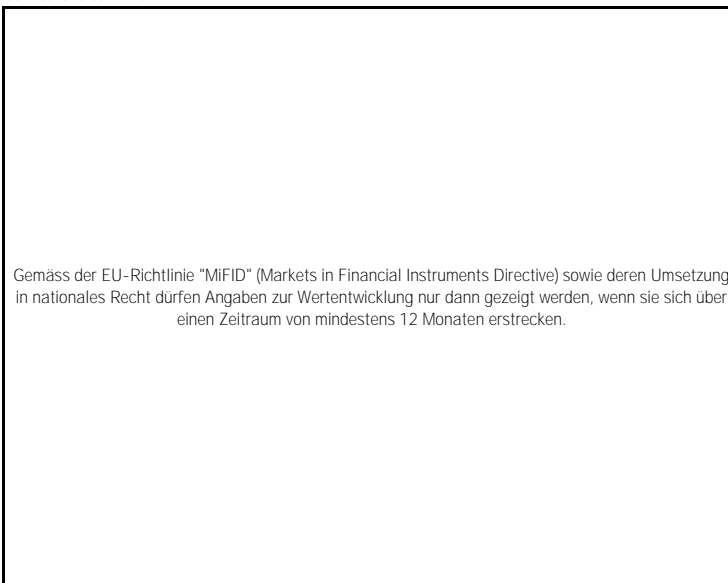 Gemäss der EU-Richtlinie "MiFID" (Markets in Financial Instruments Directive) sowie deren Umsetzung
in nationales Recht dürfen Angaben zur Wertentwicklung nur dann gezeigt werden, wenn sie sich über
einen Zeitraum von mindestens 12 Monaten erstrecken.